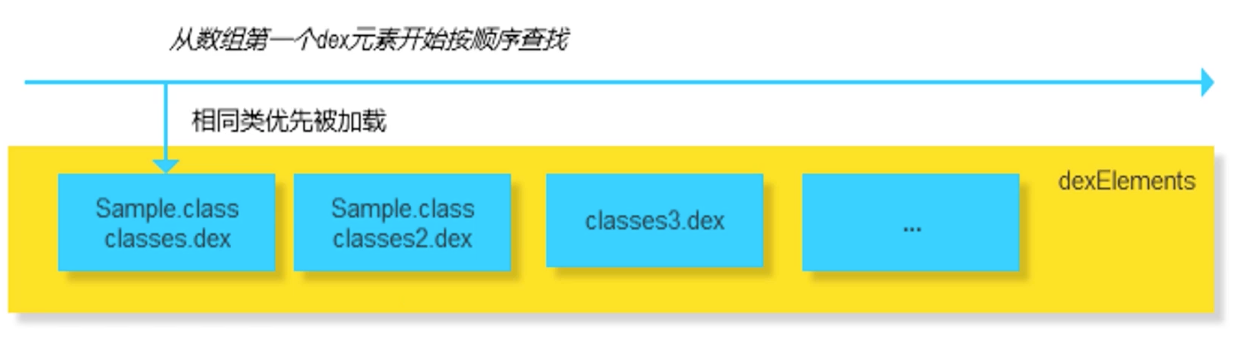 从数组第一个dex元素开始按顺序查找
相同类优先被加载
dexElements
Sample.class
classes.dex
Sample.class
classes2.dex
classes3.dex
...